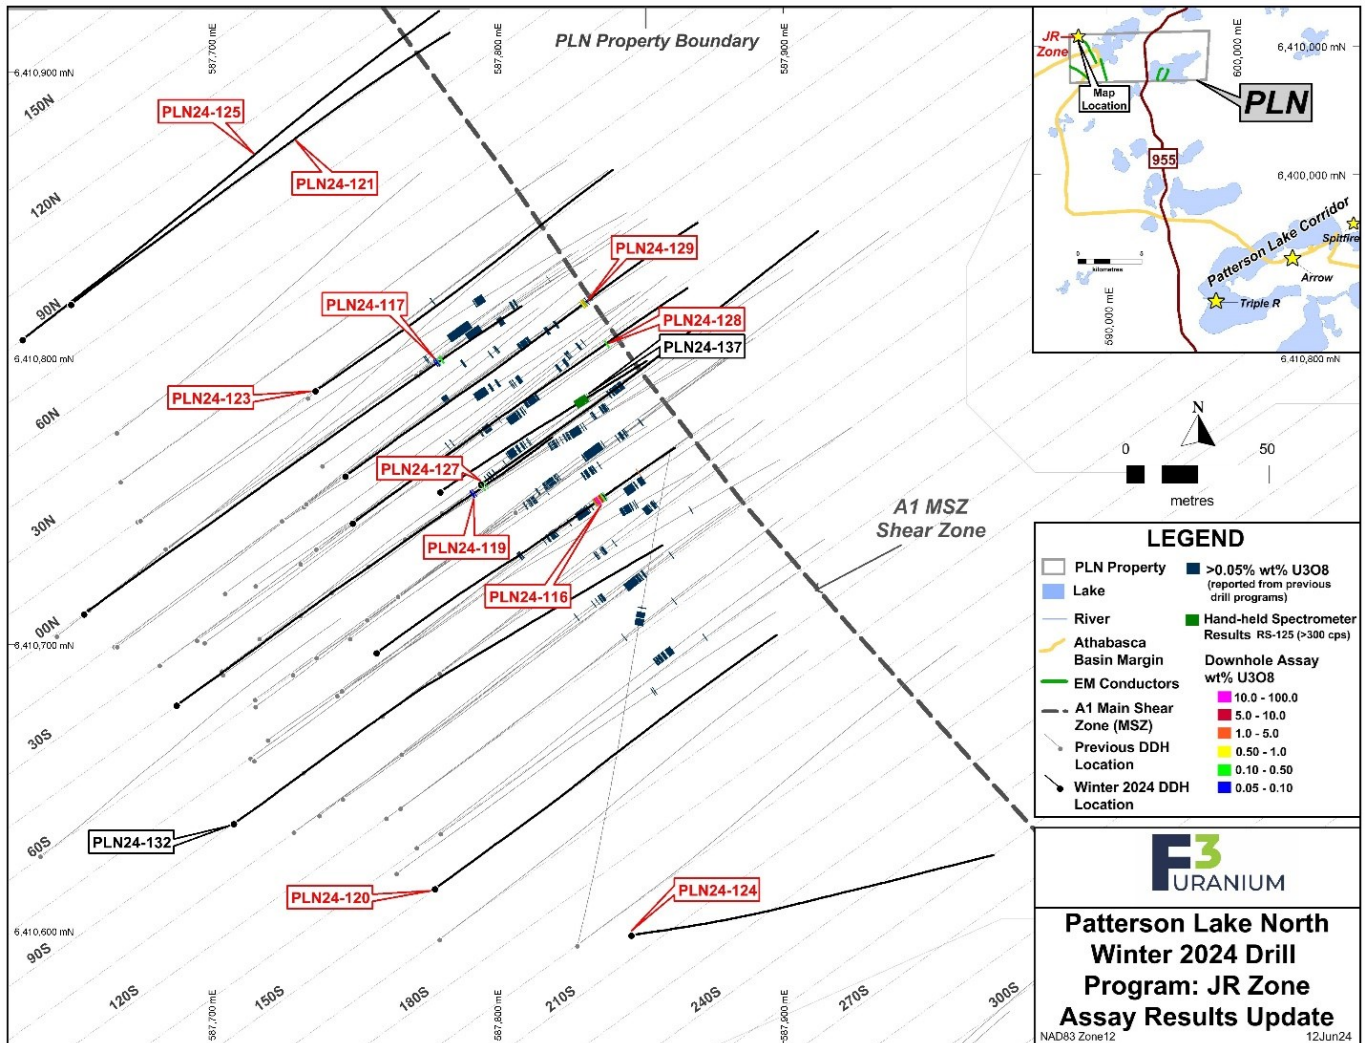 587,700 mE
587,800 mE
587,900 mE
PLN Property Boundary
6,410,900 mN
150N
PLN24-125
PLN24-121
120N
90N
PLN24-129
PLN24-117
PLN24-128
PLN24-137
6,410,800 mN
6,410,800 mN
PLN24-123
60N
PLN24-127
30N
PLN24-119
PLN24-116
A1 MSZ
Shear Zone
00N
6,410,700 mN
30S
PLN24-132
60S
PLN24-120
PLN24-124
6,410,600 mN
90S
120S
150S
180S
210S
240S
270S
300S
587,700 mE
587,800 mE
587,900 mE
JR
Zone
Map
Location
PLN
600,000 mE
6,410,000 mN
955
6,400,000 mN
Patterson Lake Corridor
Spitfire
Arrow
Triple R
0
5
kilometres
590,000 mE
N
0
50
metres
LEGEND
PLN Property
Lake
River
Athabasca
Basin Margin
EM Conductors
A1 Main Shear
Zone (MSZ)
Previous DDH
Location
Winter 2024 DDH
Location
>0.05% wt% U3O8
(reported from previous
drill programs)
Hand-held Spectrometer
Results RS-125 (>300 cps)
Downhole Assay
wt% U3O8
10.0 - 100.0
5.0 - 10.0
1.0 - 5.0
0.50 - 1.0
0.10 - 0.50
0.05 - 0.10
F3
URANIUM
Patterson Lake North
Winter 2024 Drill
Program: JR Zone
Assay Results Update
NAD83 Zone12
12Jun24